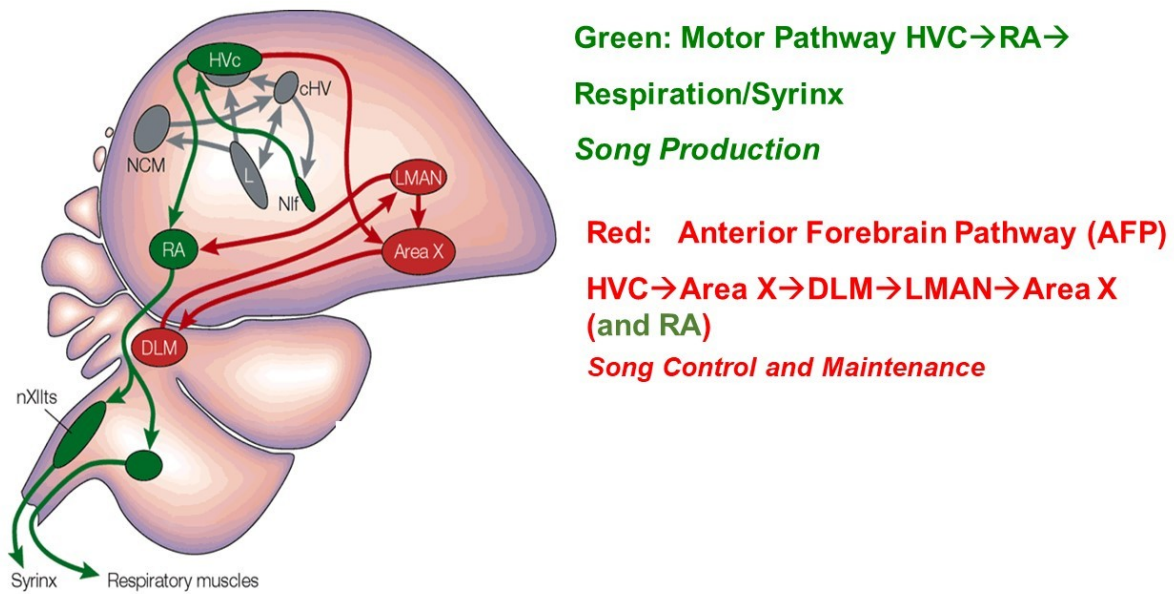 HVc
cHV
NCM
L
NIf
LMAN
RA
Area X
DLM
nXIIts
Syrinx
Respiratory muscles
Green: Motor Pathway HVC→RA→
Respiration/Syrinx
Song Production
Red: Anterior Forebrain Pathway (AFP)
HVC→Area X→DLM→LMAN→Area X
(and RA)
Song Control and Maintenance